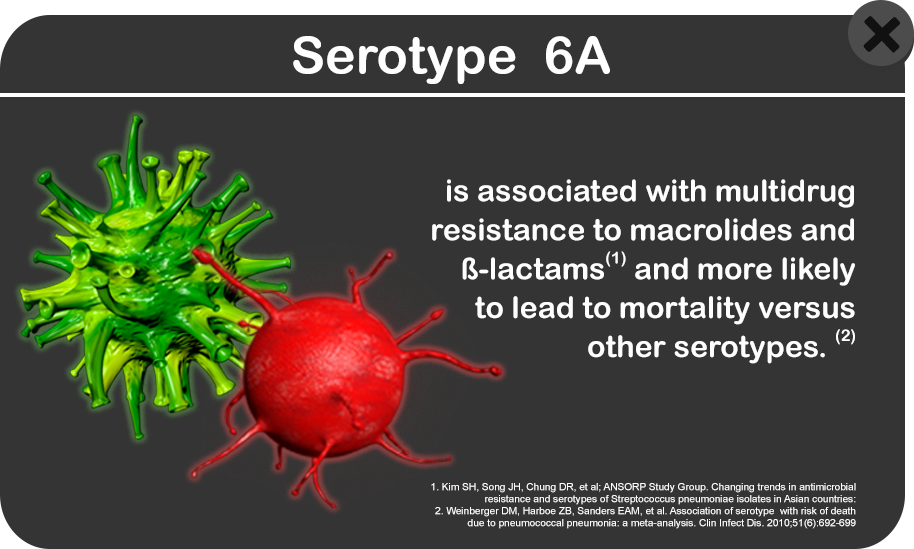 Serotype 6A
is associated with multidrug
resistance to macrolides and
ß-lactams(1) and more likely
to lead to mortality versus
other serotypes. (2)
1. Kim SH, Song JH, Chung DR, et al; ANSORP Study Group. Changing trends in antimicrobial
resistance and serotypes of Streptococcus pneumoniae isolates in Asian countries:
2. Weinberger DM, Harboe ZB, Sanders EAM, et al. Association of serotype with risk of death
due to pneumococcal pneumonia: a meta-analysis. Clin Infect Dis. 2010;51(6):692-699